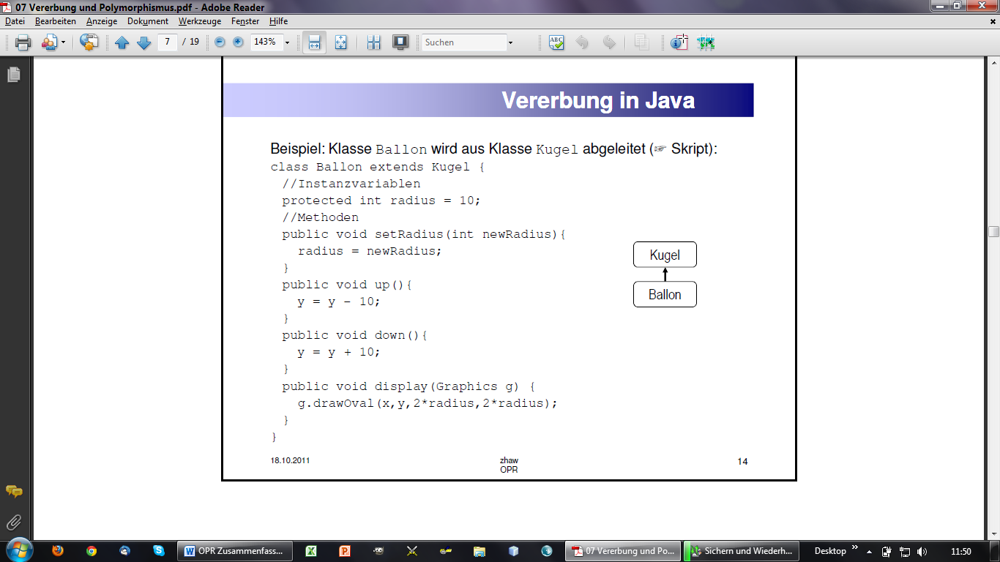 07 Vererbung und Polymorphismus.pdf - Adobe Reader
Datei Bearbeiten Anzeige Dokument Werkzeuge Fenster Hilfe
7 / 19 143% Suchen
Vererbung in Java
Beispiel: Klasse Ballon wird aus Klasse Kugel abgeleitet (☞ Skript):
class Ballon extends Kugel {
//Instanzvariablen
protected int radius = 10;
//Methoden
public void setRadius(int newRadius){
radius = newRadius;
}
public void up(){
y = y - 10;
}
public void down(){
y = y + 10;
}
public void display(Graphics g) {
g.drawOval(x,y,2*radius,2*radius);
}
}
Kugel
Ballon
18.10.2011 zhaw 14
OPR
OPR Zusammenfass... 07 Vererbung und Po... Sichern und Wiederh... Desktop 11:50